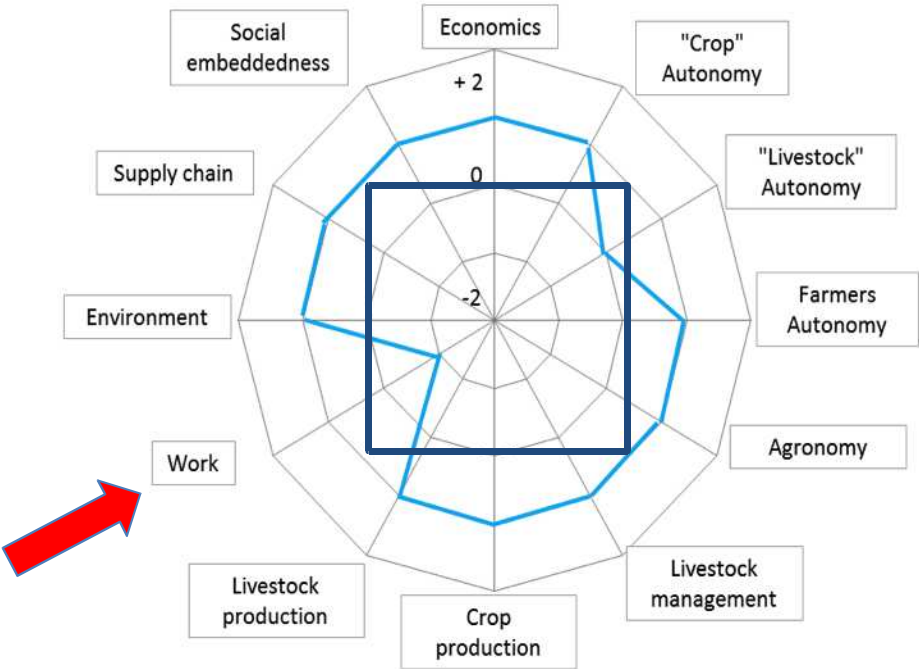 Economics
Social
embeddedness
"Crop"
Autonomy
+ 2
"Livestock"
Autonomy
Supply chain
0
Farmers
Autonomy
Environment
-2
Agronomy
Work
Livestock
management
Livestock
production
Crop
production